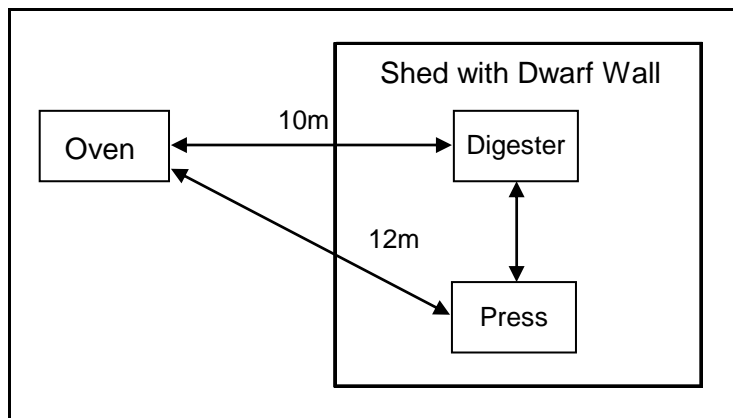 Shed with Dwarf Wall
10m
Oven
Digester
12m
Press